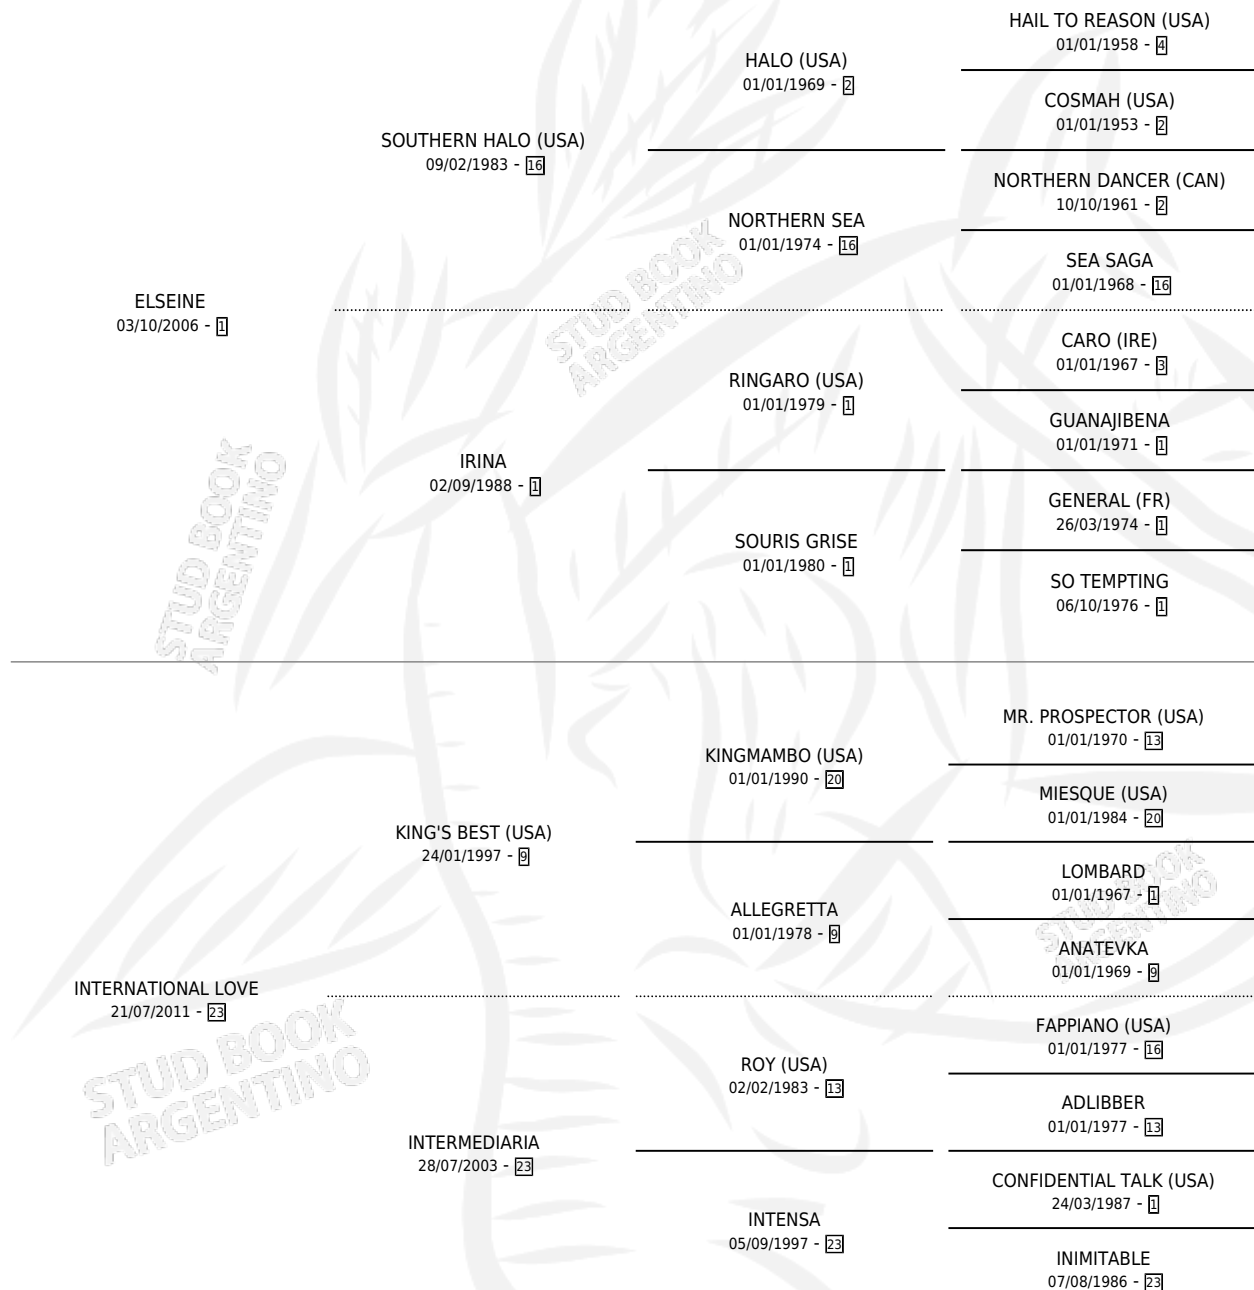 HAIL TO REASON (USA)
01/01/1958 - 4
HALO (USA)
01/01/1969 - 2
COSMAH (USA)
01/01/1953 - 2
SOUTHERN HALO (USA)
09/02/1983 - 16
NORTHERN DANCER (CAN)
10/10/1961 - 2
NORTHERN SEA
01/01/1974 - 16
SEA SAGA
01/01/1968 - 16
ELSEINE
03/10/2006 - 1
STUD BOOK
ARGENTINO
CARO (IRE)
01/01/1967 - 3
RINGARO (USA)
01/01/1979 - 1
GUANAJIBENA
01/01/1971 - 1
IRINA
02/09/1988 - 1
GENERAL (FR)
26/03/1974 - 1
SOURIS GRISE
01/01/1980 - 1
SO TEMPTING
06/10/1976 - 1
STUD BOOK
ARGENTINO
MR. PROSPECTOR (USA)
01/01/1970 - 13
KINGMAMBO (USA)
01/01/1990 - 20
MIESQUE (USA)
01/01/1984 - 20
KING'S BEST (USA)
24/01/1997 - 9
LOMBARD
01/01/1967 - 1
ALLEGRETTA
01/01/1978 - 9
ANATEVKA
01/01/1969 - 9
STUD BOOK
ARGENTINO
INTERNATIONAL LOVE
21/07/2011 - 23
STUD BOOK
ARGENTINO
FAPPIANO (USA)
01/01/1977 - 16
ROY (USA)
02/02/1983 - 13
ADLIBBER
01/01/1977 - 13
INTERMEDIARIA
28/07/2003 - 23
CONFIDENTIAL TALK (USA)
24/03/1987 - 1
INTENSA
05/09/1997 - 23
INIMITABLE
07/08/1986 - 23